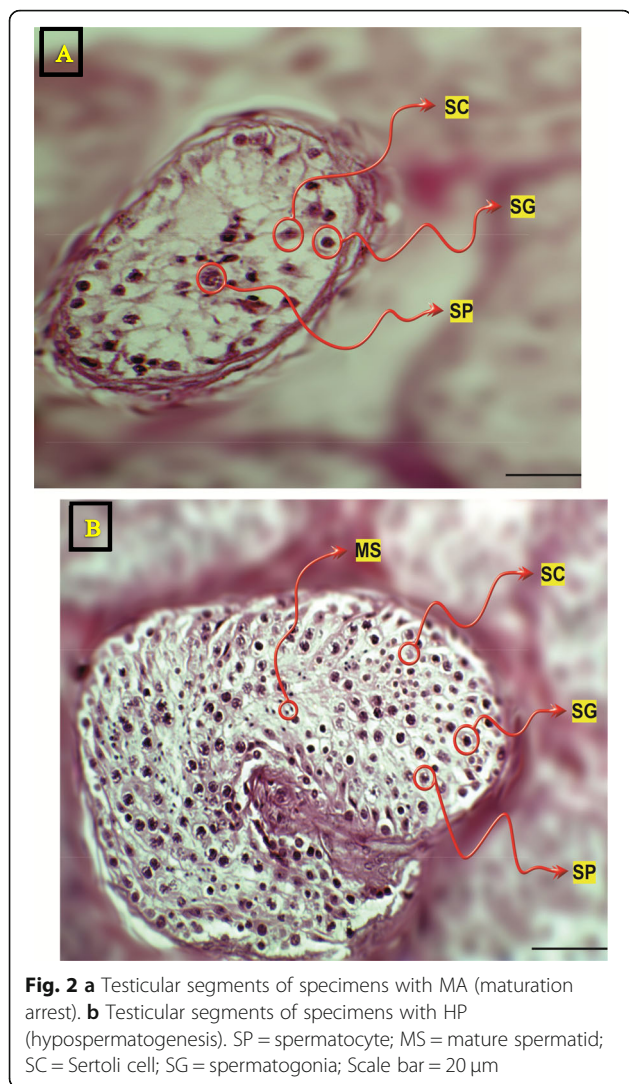 A
SC
SG
SP
B
MS
SC
SG
SP
Fig. 2 a Testicular segments of specimens with MA (maturation
arrest). b Testicular segments of specimens with HP
(hypospermatogenesis). SP = spermatocyte; MS = mature spermatid;
SC = Sertoli cell; SG = spermatogonia; Scale bar = 20 μm